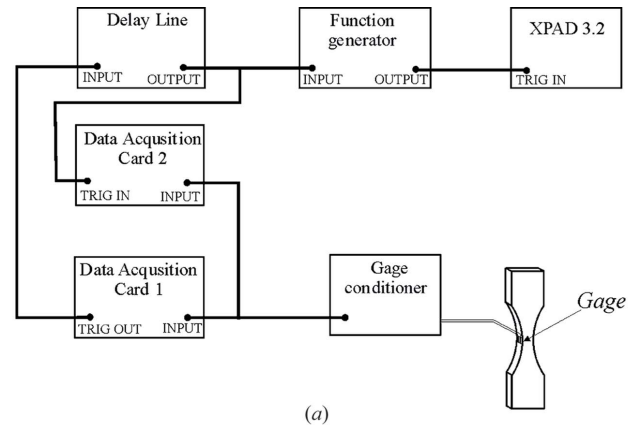 Delay Line
INPUT OUTPUT
Function
generator
INPUT OUTPUT
XPAD 3.2
TRIG IN
Data Acqusition
Card 2
TRIG IN INPUT
Data Acqusition
Card 1
TRIG OUT INPUT
Gage
conditioner
Gage
(a)